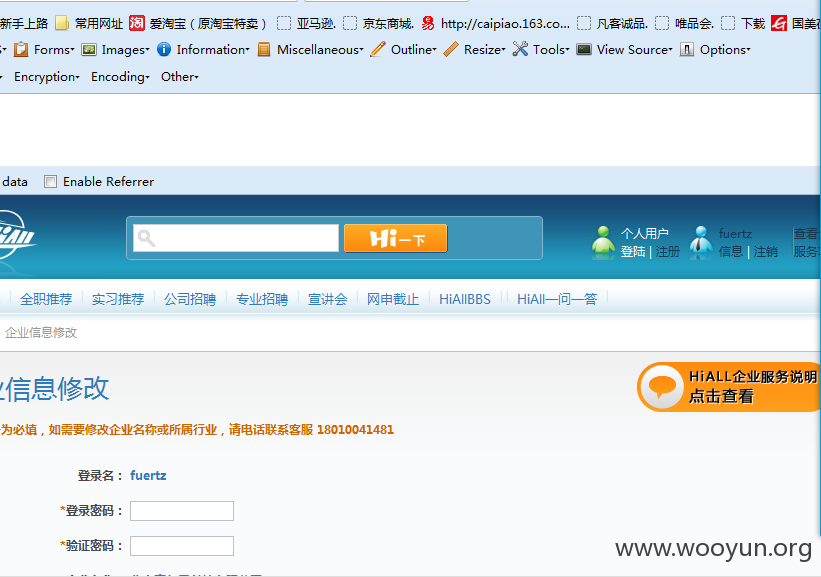 新手上路 常用网址 爱淘宝（原淘宝特卖） 亚马逊. 京东商城. http://caipiao.163.co... 凡客诚品. 唯品会. 下载 国美
Forms Images Information Miscellaneous Outline Resize Tools View Source Options
Encryption Encoding Other
data Enable Referrer
HiAll
Hi一下
个人用户 fuertz 查看
登陆 | 注册 信息 | 注销 服务
全职推荐 实习推荐 公司招聘 专业招聘 宣讲会 网申截止 HiAllBBS HiAll一问一答
企业信息修改
业信息修改
HiALL企业服务说明
点击查看
为必填，如需要修改企业名称或所属行业，请电话联系客服 18010041481
登录名： fuertz
*登录密码：
*验证密码：
www.wooyun.org